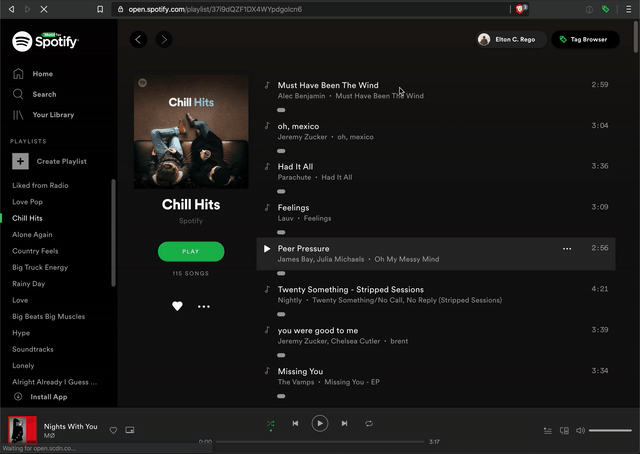 open.spotify.com/playlist/37i9dQZF1DX4WYpdgoIcn6
3
Spotify
Elton C. Rego
Tag Browser
Home
Search
Your Library
PLAYLISTS
Create Playlist
Liked from Radio
Love Pop
Chill Hits
Alone Again
Country Feels
Big Truck Energy
Rainy Day
Love
Big Beats Big Muscles
Hype
Soundtracks
Lonely
Alright Already I Guess ...
Install App
Chill Hits
Chill Hits
Spotify
PLAY
115 SONGS
Must Have Been The Wind
2:59
Alec Benjamin • Must Have Been The Wind
oh, mexico
3:04
Jeremy Zucker • oh, mexico
Had It All
3:36
Parachute • Had It All
Feelings
3:09
Lauv • Feelings
Peer Pressure
2:56
James Bay, Julia Michaels • Oh My Messy Mind
Twenty Something - Stripped Sessions
4:21
Nightly • Twenty Something/No Call, No Reply (Stripped Sessions)
you were good to me
3:39
Jeremy Zucker, Chelsea Cutler • brent
Missing You
3:34
The Vamps • Missing You - EP
Nights With You
MØ
0:00
3:17
Waiting for open.scdn.co...